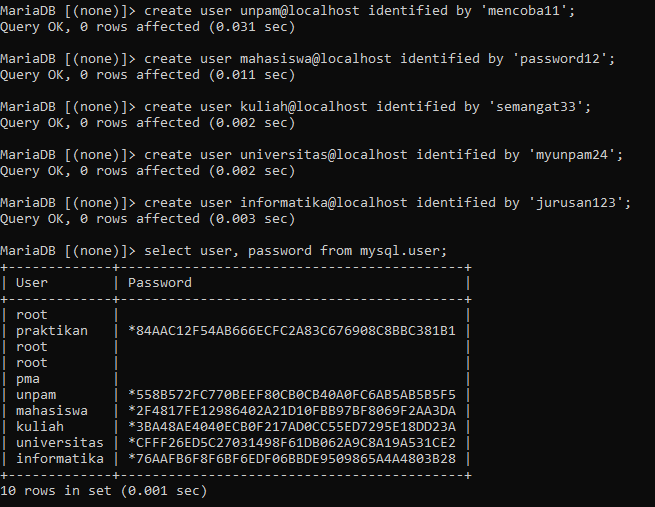 MariaDB [(none)]> create user unpam@localhost identified by 'mencoba11';
Query OK, 0 rows affected (0.031 sec)
MariaDB [(none)]> create user mahasiswa@localhost identified by 'password12';
Query OK, 0 rows affected (0.011 sec)
MariaDB [(none)]> create user kuliah@localhost identified by 'semangat33';
Query OK, 0 rows affected (0.002 sec)
MariaDB [(none)]> create user universitas@localhost identified by 'myunpam24';
Query OK, 0 rows affected (0.002 sec)
MariaDB [(none)]> create user informatika@localhost identified by 'jurusan123';
Query OK, 0 rows affected (0.003 sec)
MariaDB [(none)]> select user, password from mysql.user;
+-------------+-------------------------------------------+
| User        | Password                                  |
+-------------+-------------------------------------------+
| root        |                                           |
| praktikan   | *84AAC12F54AB666ECFC2A83C676908C8BBC381B1 |
| root        |                                           |
| root        |                                           |
| pma         |                                           |
| unpam       | *558B572FC770BEEF80CB0CB40A0FC6AB5AB5B5F5 |
| mahasiswa   | *2F4817FE12986402A21D10FBB97BF8069F2AA3DA |
| kuliah      | *3BA48AE4040ECB0F217AD0CC55ED7295E18DD23A |
| universitas | *CFFF26ED5C27031498F61DB062A9C8A19A531CE2 |
| informatika | *76AAFB6F8F6BF6EDF06BBDE9509865A4A4803B28 |
+-------------+-------------------------------------------+
10 rows in set (0.001 sec)